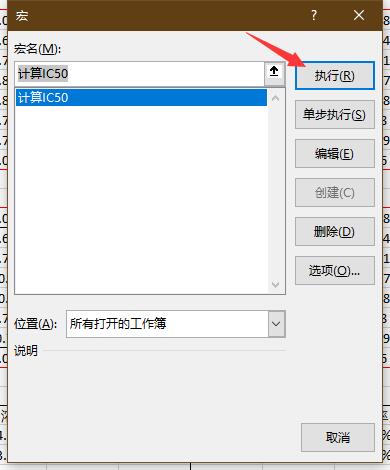 宏
?
宏名(M):
计算IC50
执行(R)
计算IC50
单步执行(S)
编辑(E)
创建(C)
删除(D)
选项(O)...
位置(A):
所有打开的工作簿
说明
取消